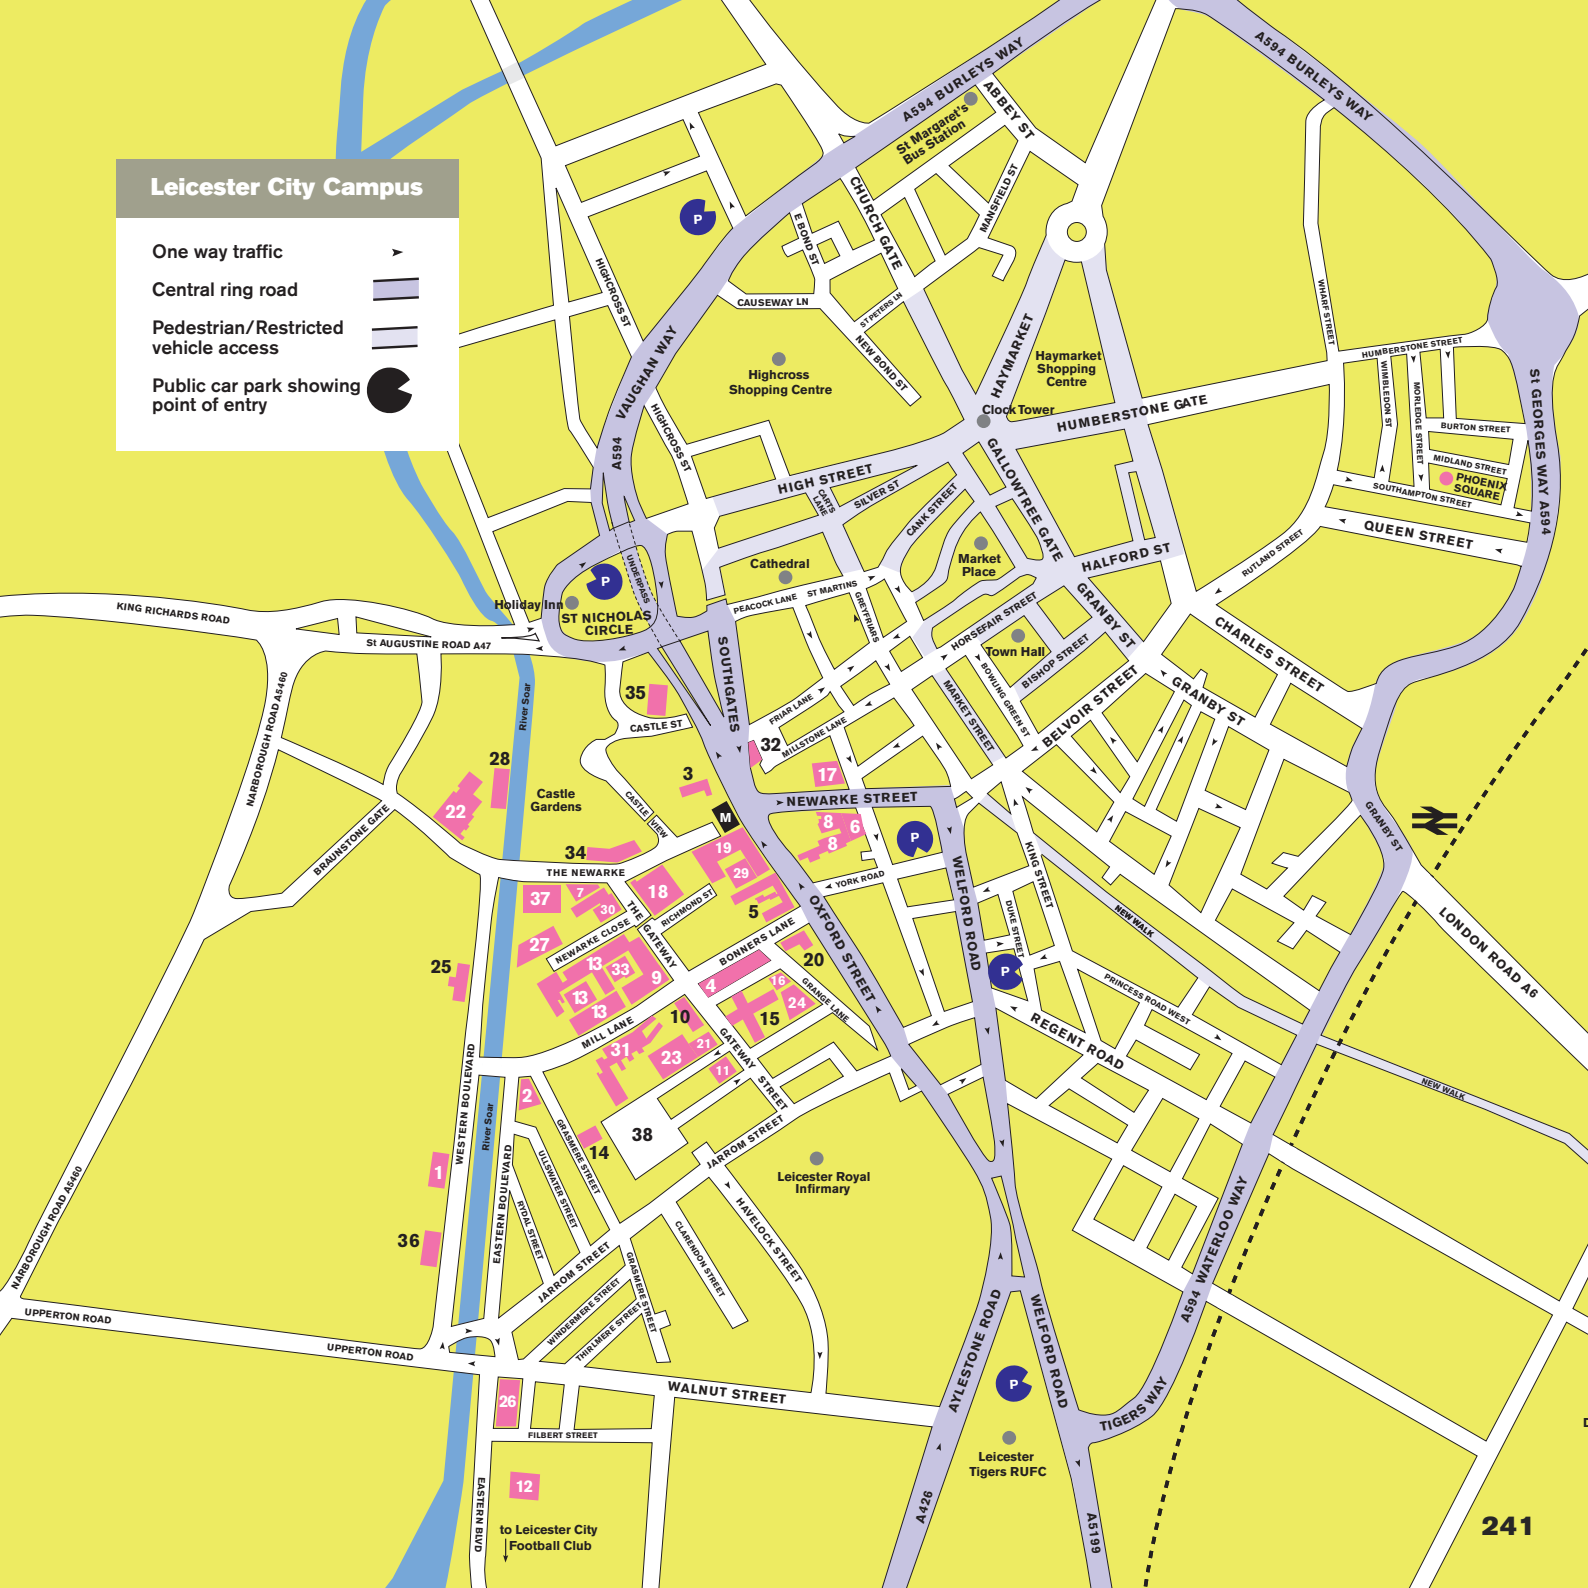 Leicester City Campus
One way traffic
Central ring road
Pedestrian/Restricted
vehicle access
Public car park showing
point of entry
A594 BURLEYS WAY
A594 BURLEYS WAY
St Margaret's
Bus Station
ABBEY ST
MANSFIELD ST
CHURCH GATE
E BOND ST
P
HIGHCROSS ST
CAUSEWAY LN
ST PETERS LN
NEW BOND ST
VAUGHAN WAY
A594
HIGHCROSS ST
Highcross
Shopping Centre
HAYMARKET
Haymarket
Shopping
Centre
Clock Tower
HUMBERSTONE GATE
WHARF STREET
HUMBERSTONE STREET
WIMBLEDON ST
MORLEDGE STREET
BURTON STREET
MIDLAND STREET
PHOENIX
SQUARE
SOUTHAMPTON STREET
QUEEN STREET
St GEORGES WAY A594
RUTLAND STREET
HIGH STREET
CARTS
LANE
SILVER ST
CANK STREET
GALLOWTREE GATE
Market
Place
HALFORD ST
Cathedral
PEACOCK LANE
ST MARTINS
GREYFRIARS
UNDERPASS
P
Holiday Inn
ST NICHOLAS
CIRCLE
KING RICHARDS ROAD
St AUGUSTINE ROAD A47
HORSEFAIR STREET
GRANBY ST
Town Hall
BISHOP STREET
BOWLING GREEN ST
MARKET STREET
BELVOIR STREET
CHARLES STREET
GRANBY ST
GRANBY ST
SOUTHGATES
FRIAR LANE
MILLSTONE LANE
35
CASTLE ST
32
3
17
NEWARKE STREET
M
P
8
6
8
River Soar
28
22
Castle
Gardens
CASTLE VIEW
NARBOROUGH ROAD A5460
BRAUNSTONE GATE
34
THE NEWARKE
19
29
18
RICHMOND ST
5
37
7
30
THE GATEWAY
NEWARKE CLOSE
27
YORK ROAD
OXFORD STREET
WELFORD ROAD
KING STREET
DUKE STREET
NEW WALK
P
LONDON ROAD A6
25
13
33
9
13
13
BONNERS LANE
4
20
16
24
15
GRANGE LANE
MILL LANE
10
31
23
21
11
GATEWAY STREET
PRINCESS ROAD WEST
REGENT ROAD
NEW WALK
WESTERN BOULEVARD
River Soar
2
GRASMERE STREET
14
38
JARROM STREET
Leicester Royal
Infirmary
1
EASTERN BOULEVARD
ULLSWATER STREET
RYDAL STREET
36
JARROM STREET
WINDERMERE STREET
THIRLMERE STREET
GRASMERE STREET
CLARENDON STREET
HAVELOCK STREET
NARBOROUGH ROAD A5460
UPPERTON ROAD
UPPERTON ROAD
WALNUT STREET
26
FILBERT STREET
12
EASTERN BLVD
to Leicester City
Football Club
AYLESTONE ROAD
WELFORD ROAD
P
Leicester
Tigers RUFC
TIGERS WAY
A594 WATERLOO WAY
A426
A5199
241